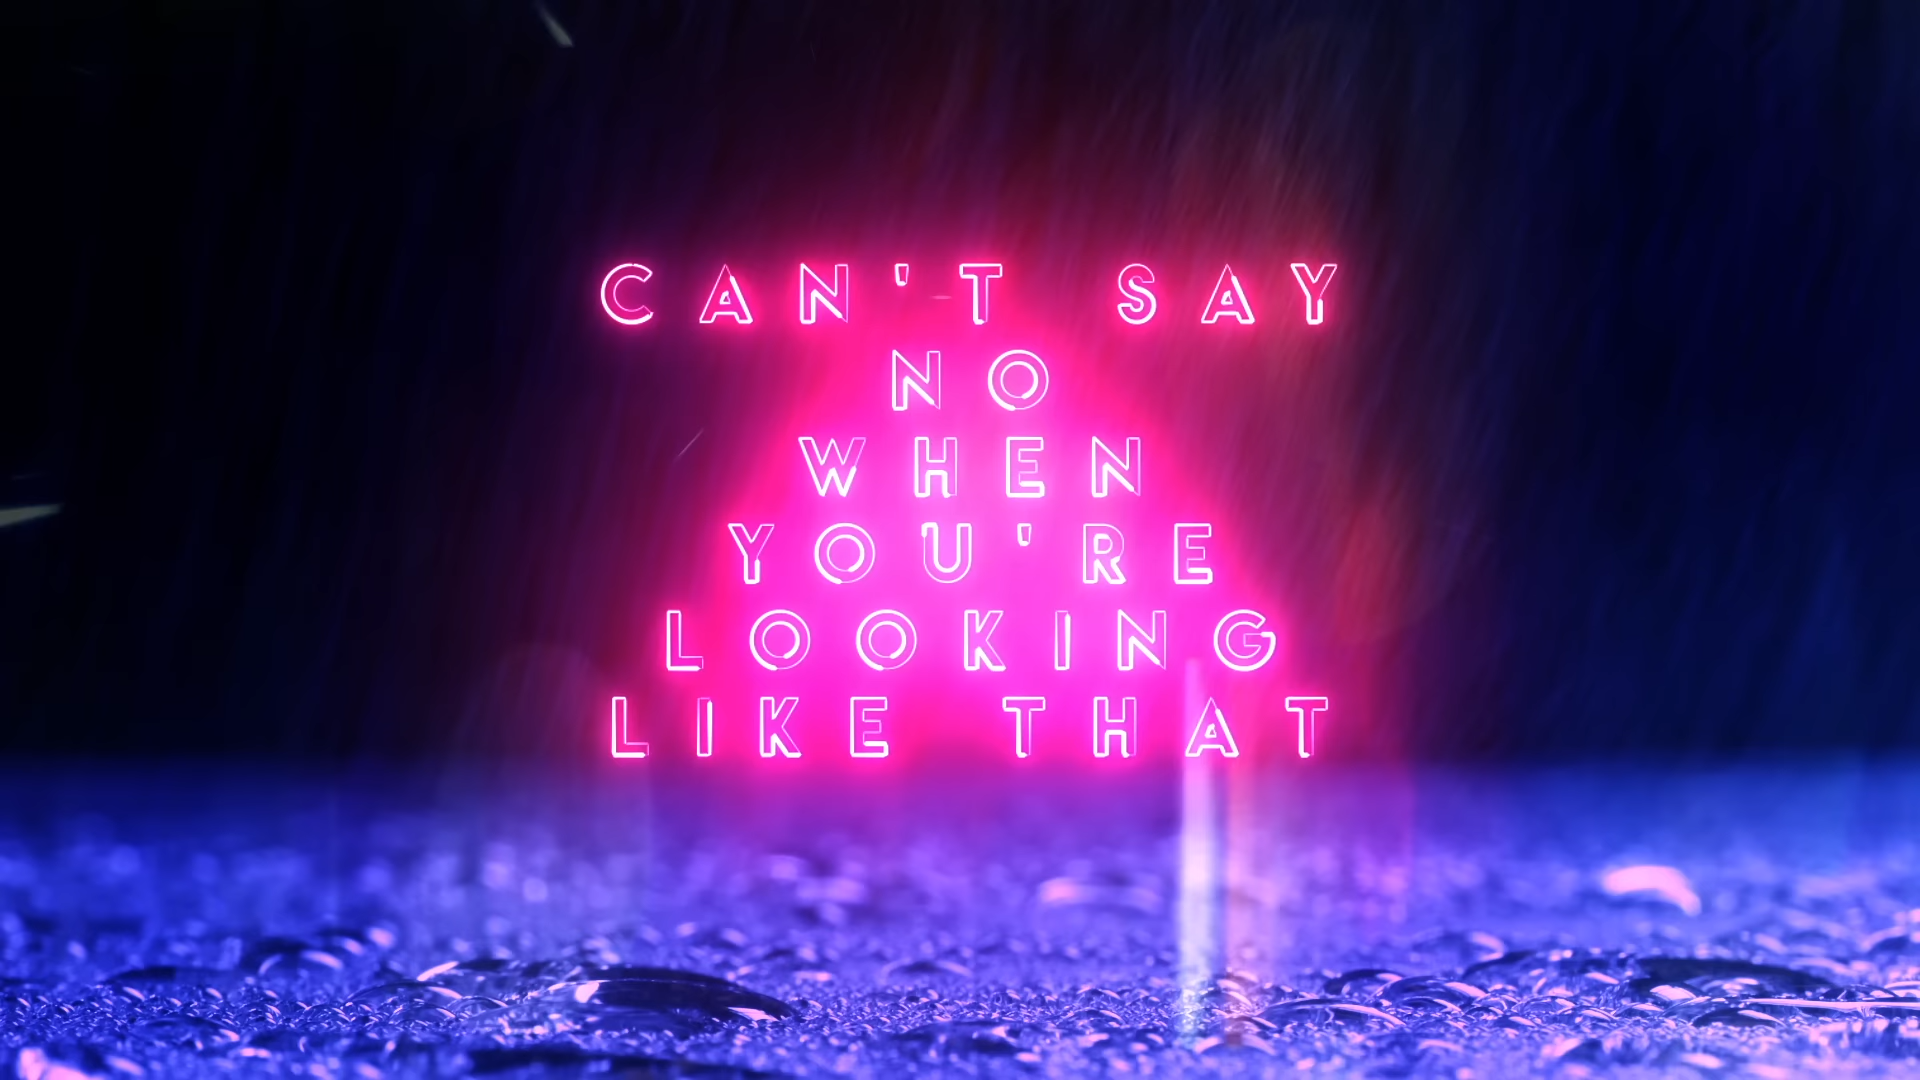 CAN'T SAY
NO
WHEN
YOU'RE
LOOKING
LIKE THAT